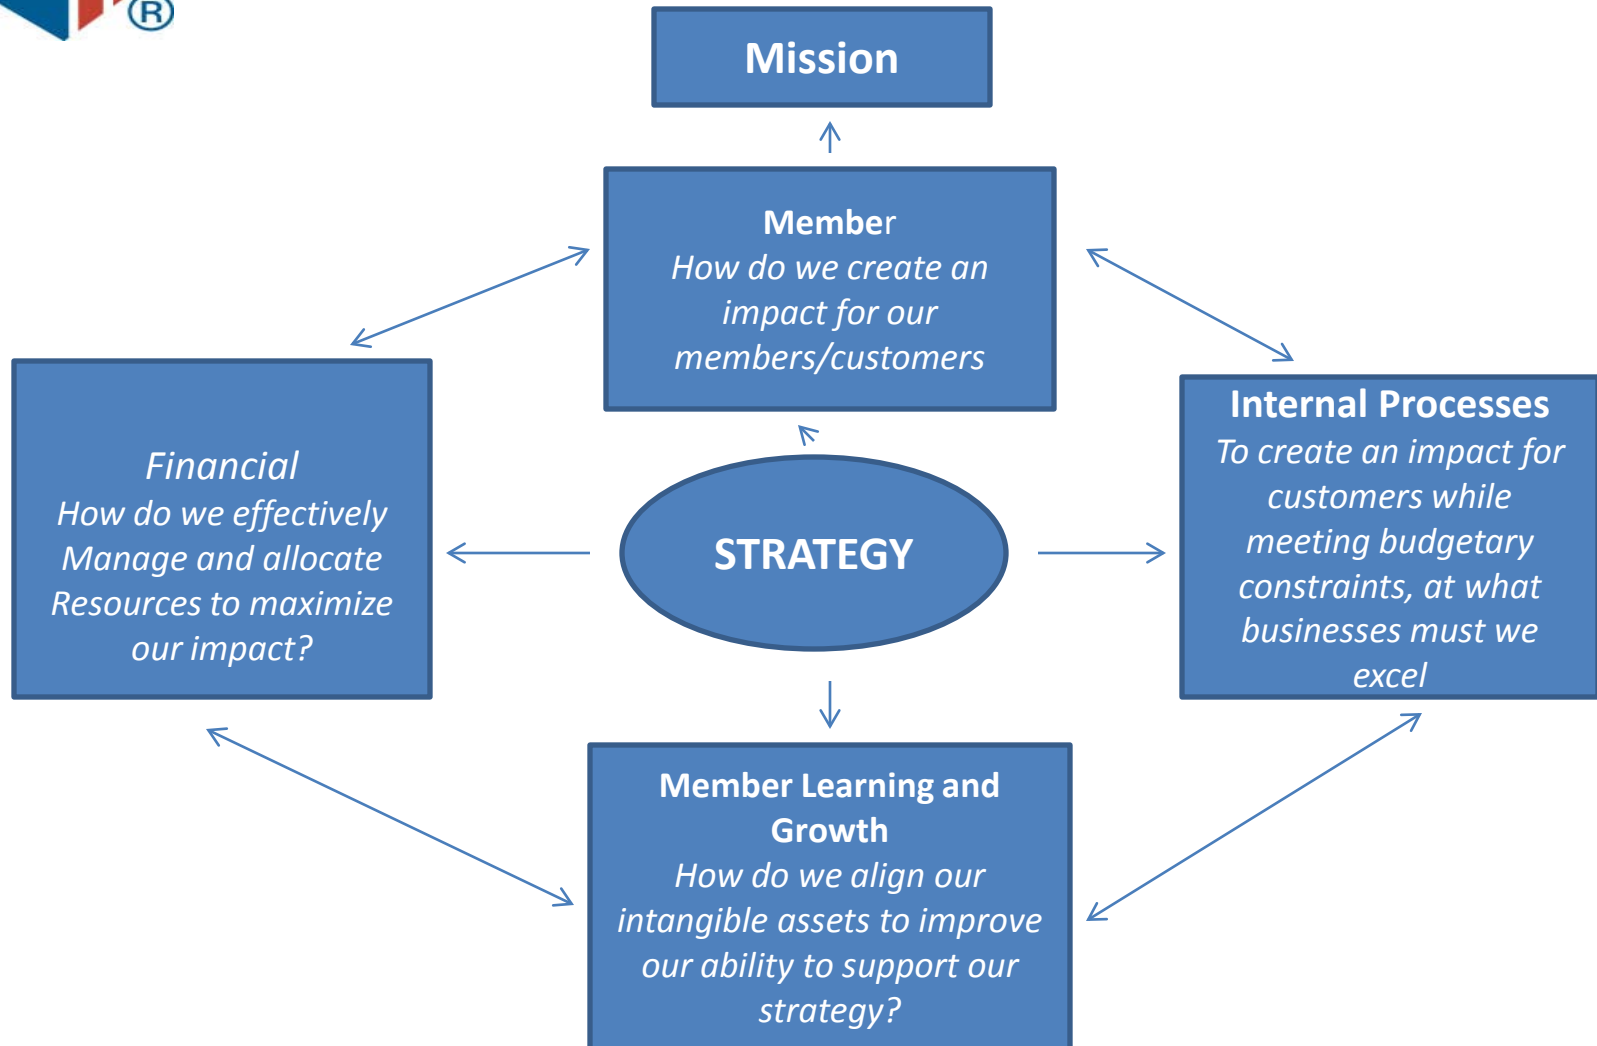 ®
Mission
Member
How do we create an
impact for our
members/customers
Financial
How do we effectively
Manage and allocate
Resources to maximize
our impact?
STRATEGY
Internal Processes
To create an impact for
customers while
meeting budgetary
constraints, at what
businesses must we
excel
Member Learning and
Growth
How do we align our
intangible assets to improve
our ability to support our
strategy?